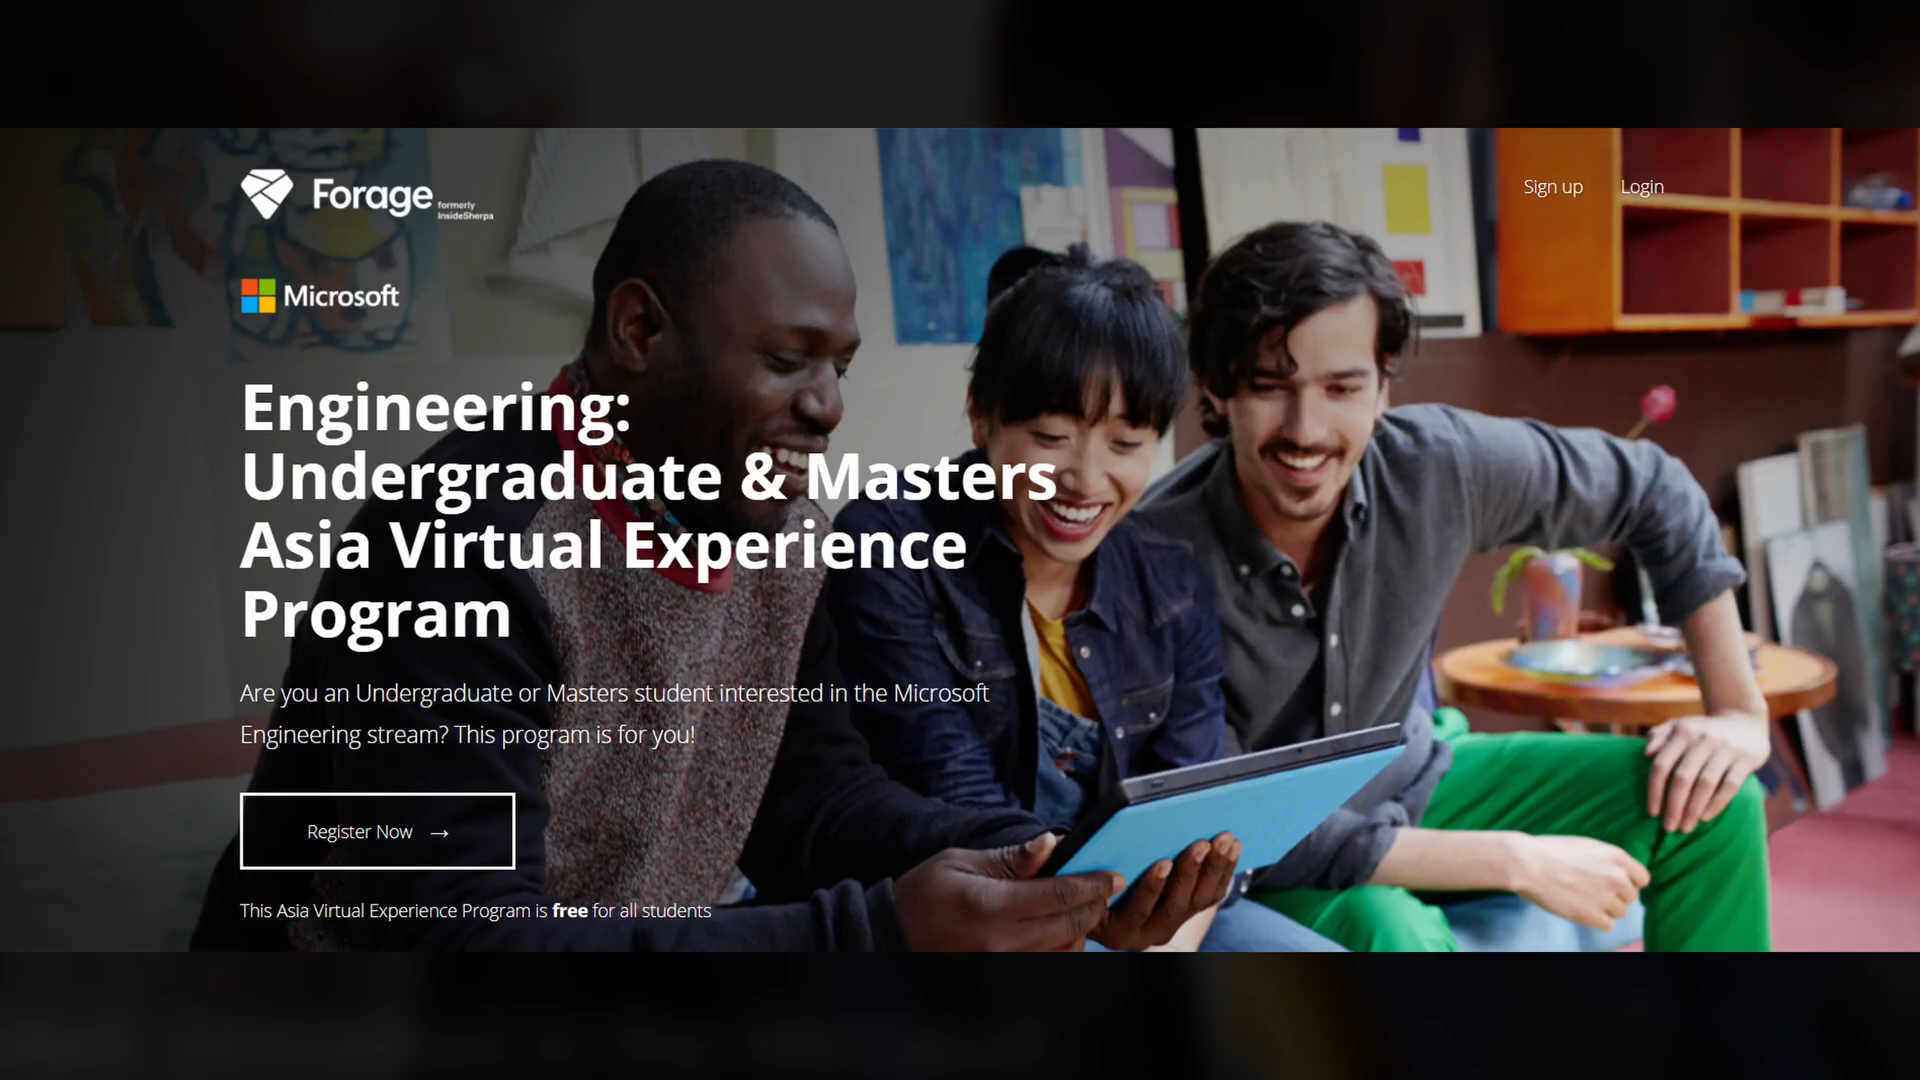 Forage formerly InsideSherpa
Sign up
Login
Microsoft
Engineering:
Undergraduate & Masters
Asia Virtual Experience
Program
Are you an Undergraduate or Masters student interested in the Microsoft
Engineering stream? This program is for you!
Register Now →
This Asia Virtual Experience Program is free for all students